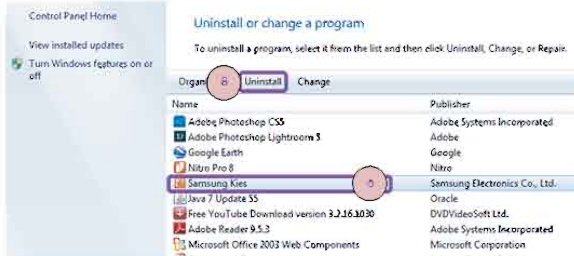 Control Panel Home
Uninstall or change a program
View installed updates
To uninstall a program, select it from the list and then click Uninstall, Change, or Repair.
Turn Windows features on or
off
Organi 8 Uninstall Change
Name Publisher
Adobe Photoshop CS5 Adobe Systems Incorporated
Adobe Photoshop Lightroom 3 Adobe
Google Earth Google
Nitro Pro 8 Nitro
Samsung Kies Samsung Electronics Co., Ltd.
Java 7 Update 55 Oracle
Free YouTube Download version 3.2.16.1030 DVDVideoSoft Ltd.
Adobe Reader 9.5.3 Adobe Systems Incorporated
Microsoft Office 2003 Web Components Microsoft Corporation